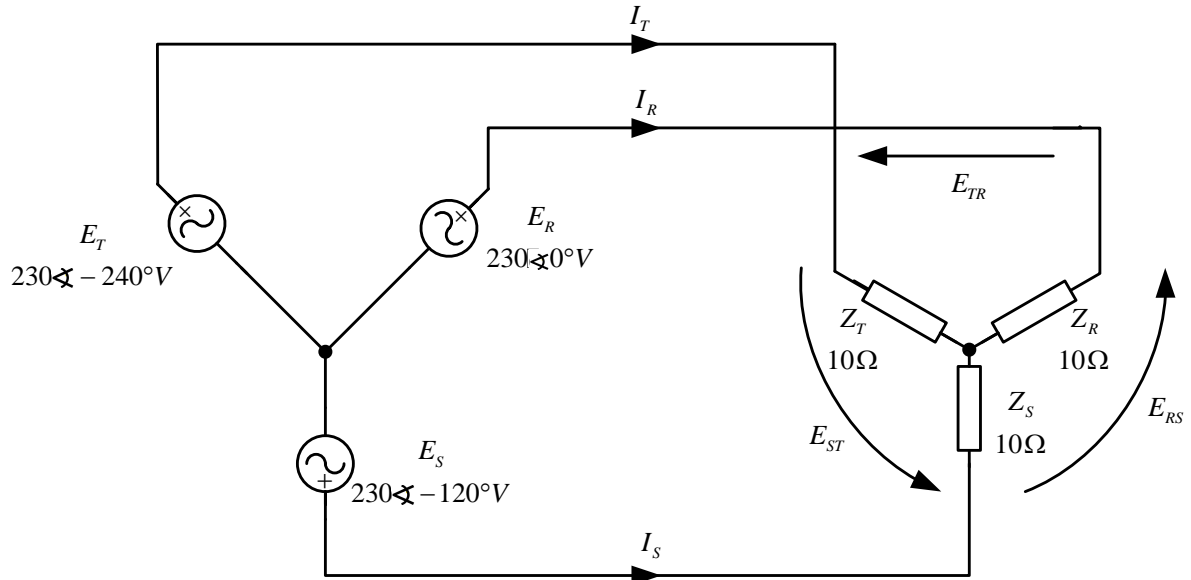 I_T
I_R
E_TR
E_T
230∢ – 240°V
E_R
230∢0°V
Z_T
10Ω
Z_R
10Ω
Z_S
10Ω
E_ST
E_RS
E_S
230∢ –120°V
I_S